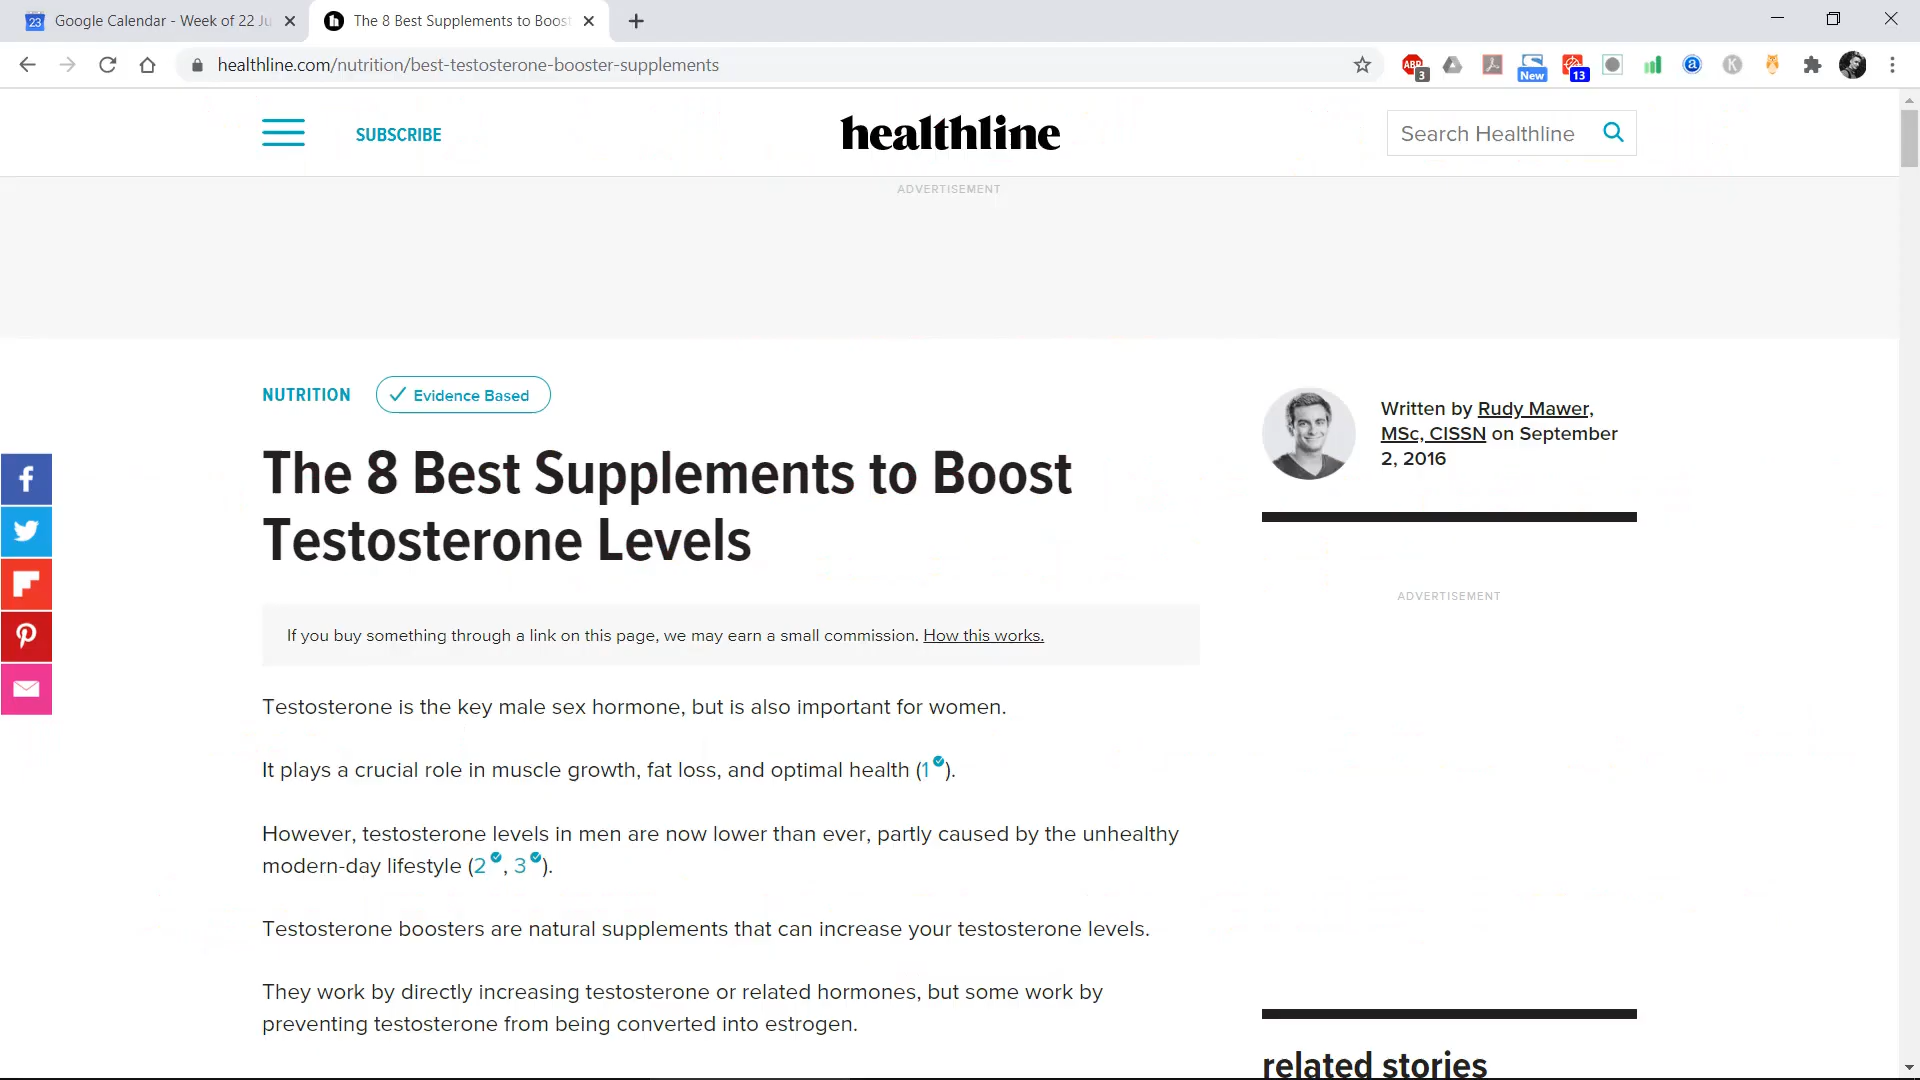 23 Google Calendar - Week of 22 Ju
The 8 Best Supplements to Boost
healthline.com/nutrition/best-testosterone-booster-supplements
ABP 3
New
13
a
K
SUBSCRIBE
healthline
Search Healthline
ADVERTISEMENT
NUTRITION
Evidence Based
The 8 Best Supplements to Boost
Testosterone Levels
Written by Rudy Mawer,
MSc, CISSN on September
2, 2016
If you buy something through a link on this page, we may earn a small commission. How this works.
ADVERTISEMENT
Testosterone is the key male sex hormone, but is also important for women.
It plays a crucial role in muscle growth, fat loss, and optimal health (1).
However, testosterone levels in men are now lower than ever, partly caused by the unhealthy
modern-day lifestyle (2, 3).
Testosterone boosters are natural supplements that can increase your testosterone levels.
They work by directly increasing testosterone or related hormones, but some work by
preventing testosterone from being converted into estrogen.
related stories